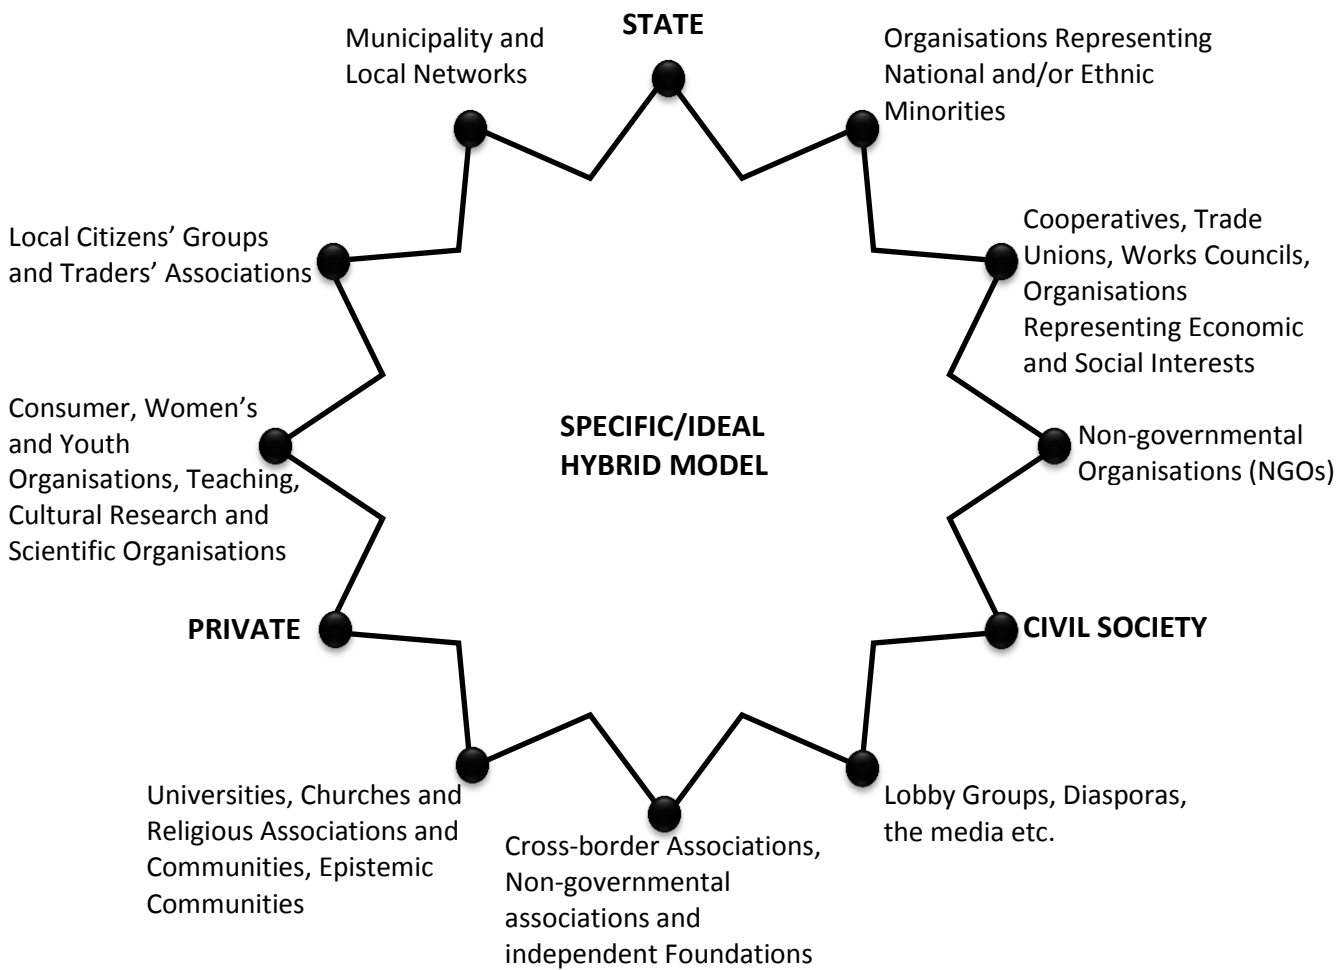 STATE
Municipality and
Local Networks
Organisations Representing
National and/or Ethnic
Minorities
Local Citizens’ Groups
and Traders’ Associations
Cooperatives, Trade
Unions, Works Councils,
Organisations
Representing Economic
and Social Interests
Consumer, Women’s
and Youth
Organisations, Teaching,
Cultural Research and
Scientific Organisations
SPECIFIC/IDEAL
HYBRID MODEL
Non-governmental
Organisations (NGOs)
PRIVATE
CIVIL SOCIETY
Universities, Churches and
Religious Associations and
Communities, Epistemic
Communities
Cross-border Associations,
Non-governmental
associations and
independent Foundations
Lobby Groups, Diasporas,
the media etc.